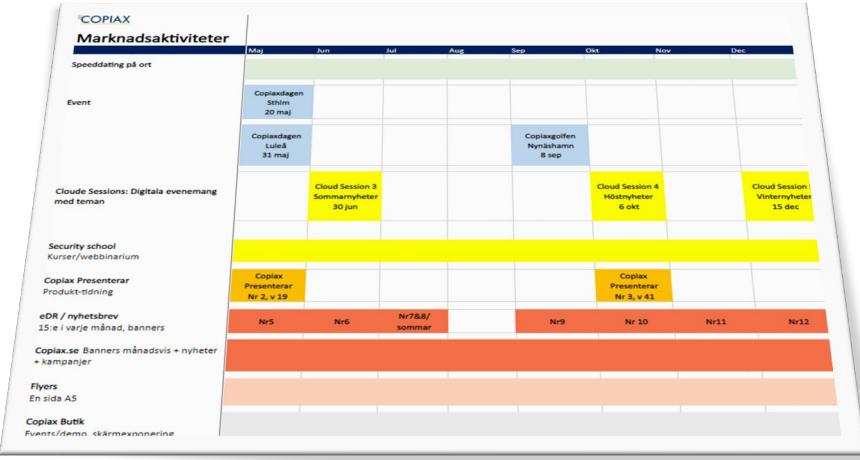 COPIAX
Marknadsaktiviteter
Maj Jun Jul Aug Sep Okt Nov Dec
Speeddating på ort
Event
Copiaxdagen
Sthlm
20 maj
Copiaxdagen
Luleå
31 maj
Copiaxgolfen
Nynäshamn
8 sep
Cloude Sessions: Digitala evenemang
med teman
Cloud Session 3
Sommarnyheter
30 jun
Cloud Session 4
Höstnyheter
6 okt
Cloud Session
Vinternyheter
15 dec
Security school
Kurser/webbinarium
Copiax Presenterar
Produkt-tidning
Copiax
Presenterar
Nr 2, v 19
Copiax
Presenterar
Nr 3, v 41
eDR / nyhetsbrev
15:e i varje månad, banners
Nr5
Nr6
Nr7&8/
sommar
Nr9
Nr 10
Nr11
Nr12
Copiax.se Banners månadsvis + nyheter
+ kampanjer
Flyers
En sida A5
Copiax Butik
Events/demo, skärmexponering